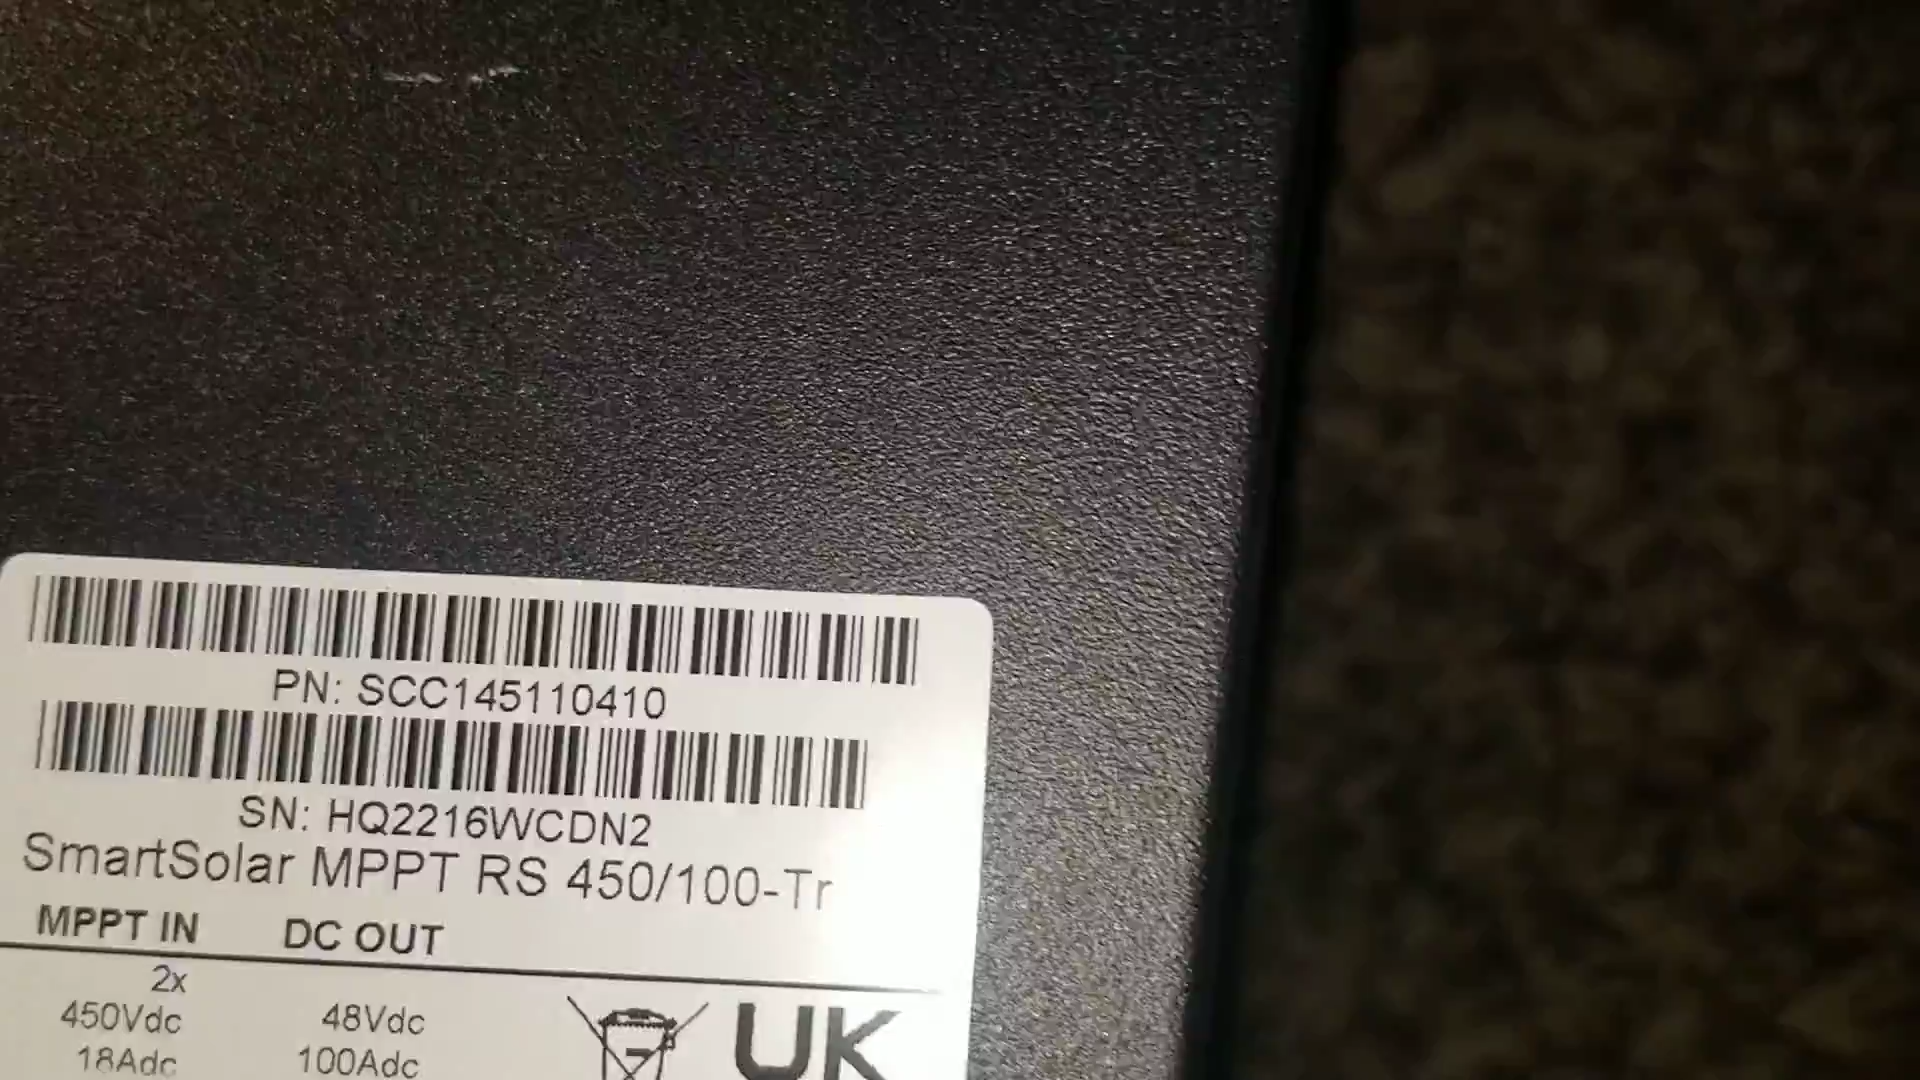 PN: SCC145110410
SN: HQ2216WCDN2
SmartSolar MPPT RS 450/100-Tr
MPPT IN DC OUT
2x
450Vdc 48Vdc UK
18Adc 100Adc